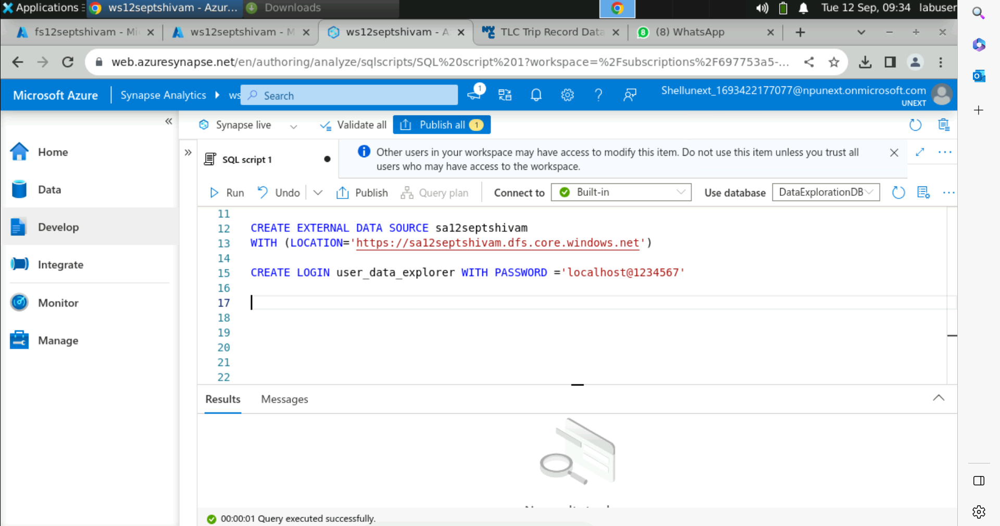 Applications
ws12septshivam - Azur...
Downloads
Tue 12 Sep, 09:34
labuser
fs12septshivam - Mi
ws12septshivam - M
ws12septshivam - A
TLC Trip Record Data
(8) WhatsApp
web.azuresynapse.net/en/authoring/analyze/sqlscripts/SQL%20script%201?workspace=%2Fsubscriptions%2F697753a5-...
Microsoft Azure
Synapse Analytics
ws
Search
1
Shellunext_1693422177077@npunext.onmicrosoft.com
UNEXT
Synapse live
Validate all
Publish all 1
Home
Data
Develop
Integrate
Monitor
Manage
SQL script 1
Other users in your workspace may have access to modify this item. Do not use this item unless you trust all
users who may have access to the workspace.
Run
Undo
Publish
Query plan
Connect to
Built-in
Use database
DataExplorationDB
11
12 CREATE EXTERNAL DATA SOURCE sa12septshivam
13 WITH (LOCATION='https://sa12septshivam.dfs.core.windows.net')
14
15 CREATE LOGIN user_data_explorer WITH PASSWORD ='localhost@1234567'
16
17
18
19
20
21
22
Results
Messages
00:00:01 Query executed successfully.